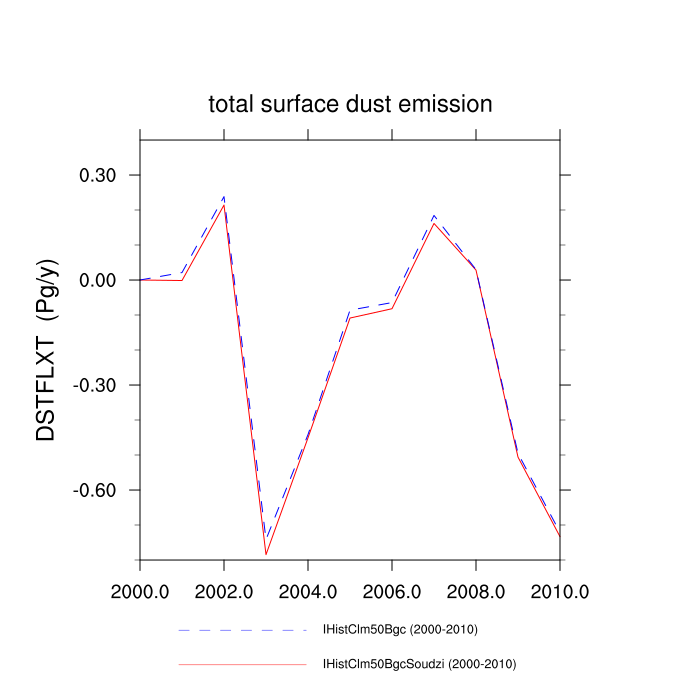 total surface dust emission
DSTFLXT (Pg/y)
0.30
0.00
-0.30
-0.60
2000.0 2002.0 2004.0 2006.0 2008.0 2010.0
IHistClm50Bgc (2000-2010)
IHistClm50BgcSoudzi (2000-2010)